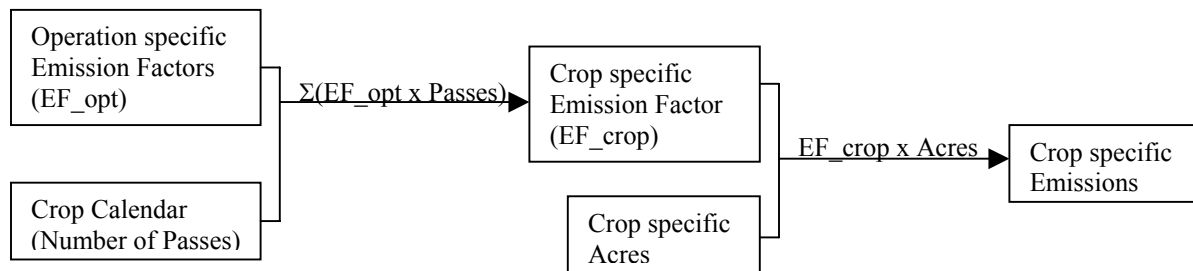 Operation specific
Emission Factors
(EF_opt)
Σ(EF_opt x Passes)
Crop Calendar
(Number of Passes)
Crop specific
Emission Factor
(EF_crop)
Crop specific
Acres
EF_crop x Acres
Crop specific
Emissions